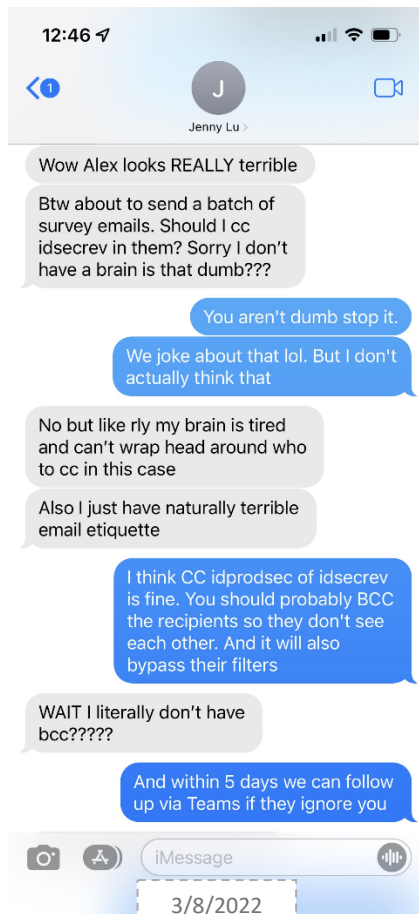 12:46
1
J
Jenny Lu
Wow Alex looks REALLY terrible
Btw about to send a batch of
survey emails. Should I cc
idsecrev in them? Sorry I don't
have a brain is that dumb???
You aren't dumb stop it.
We joke about that lol. But I don't
actually think that
No but like rly my brain is tired
and can't wrap head around who
to cc in this case
Also I just have naturally terrible
email etiquette
I think CC idprodsec of idsecrev
is fine. You should probably BCC
the recipients so they don't see
each other. And it will also
bypass their filters
WAIT I literally don't have
bcc?????
And within 5 days we can follow
up via Teams if they ignore you
iMessage
3/8/2022